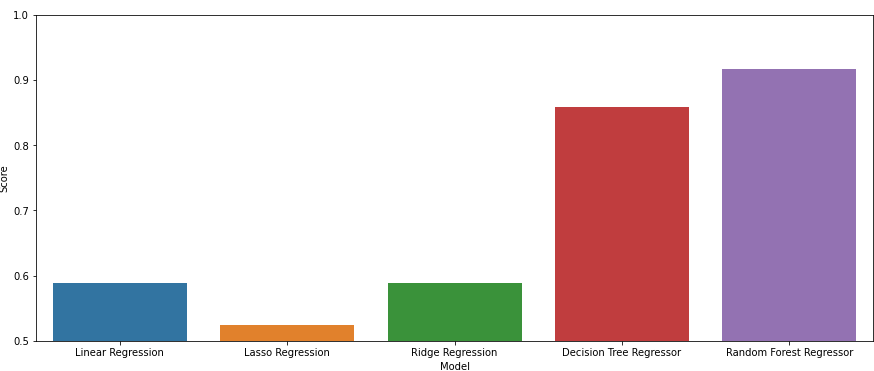 1.0
0.9
0.8
0.7
0.6
0.5
Score
Linear Regression
Lasso Regression
Ridge Regression
Decision Tree Regressor
Random Forest Regressor
Model